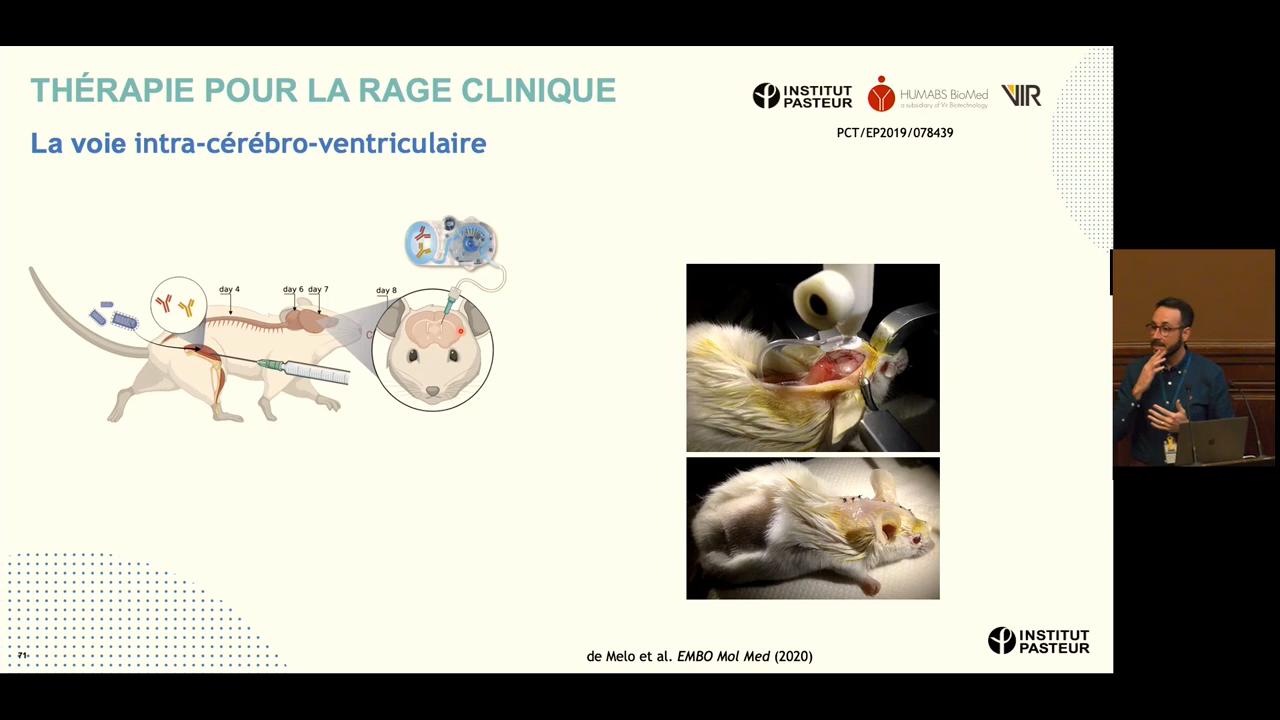 THÉRAPIE POUR LA RAGE CLINIQUE
La voie intra-cérébro-ventriculaire
INSTITUT
PASTEUR
HUMABS BioMed
a subsidiary of Vir Biotechnology
VIR
PCT/EP2019/078439
day 4
day 6
day 7
day 8
C
de Melo et al. EMBO Mol Med (2020)
INSTITUT
PASTEUR
71